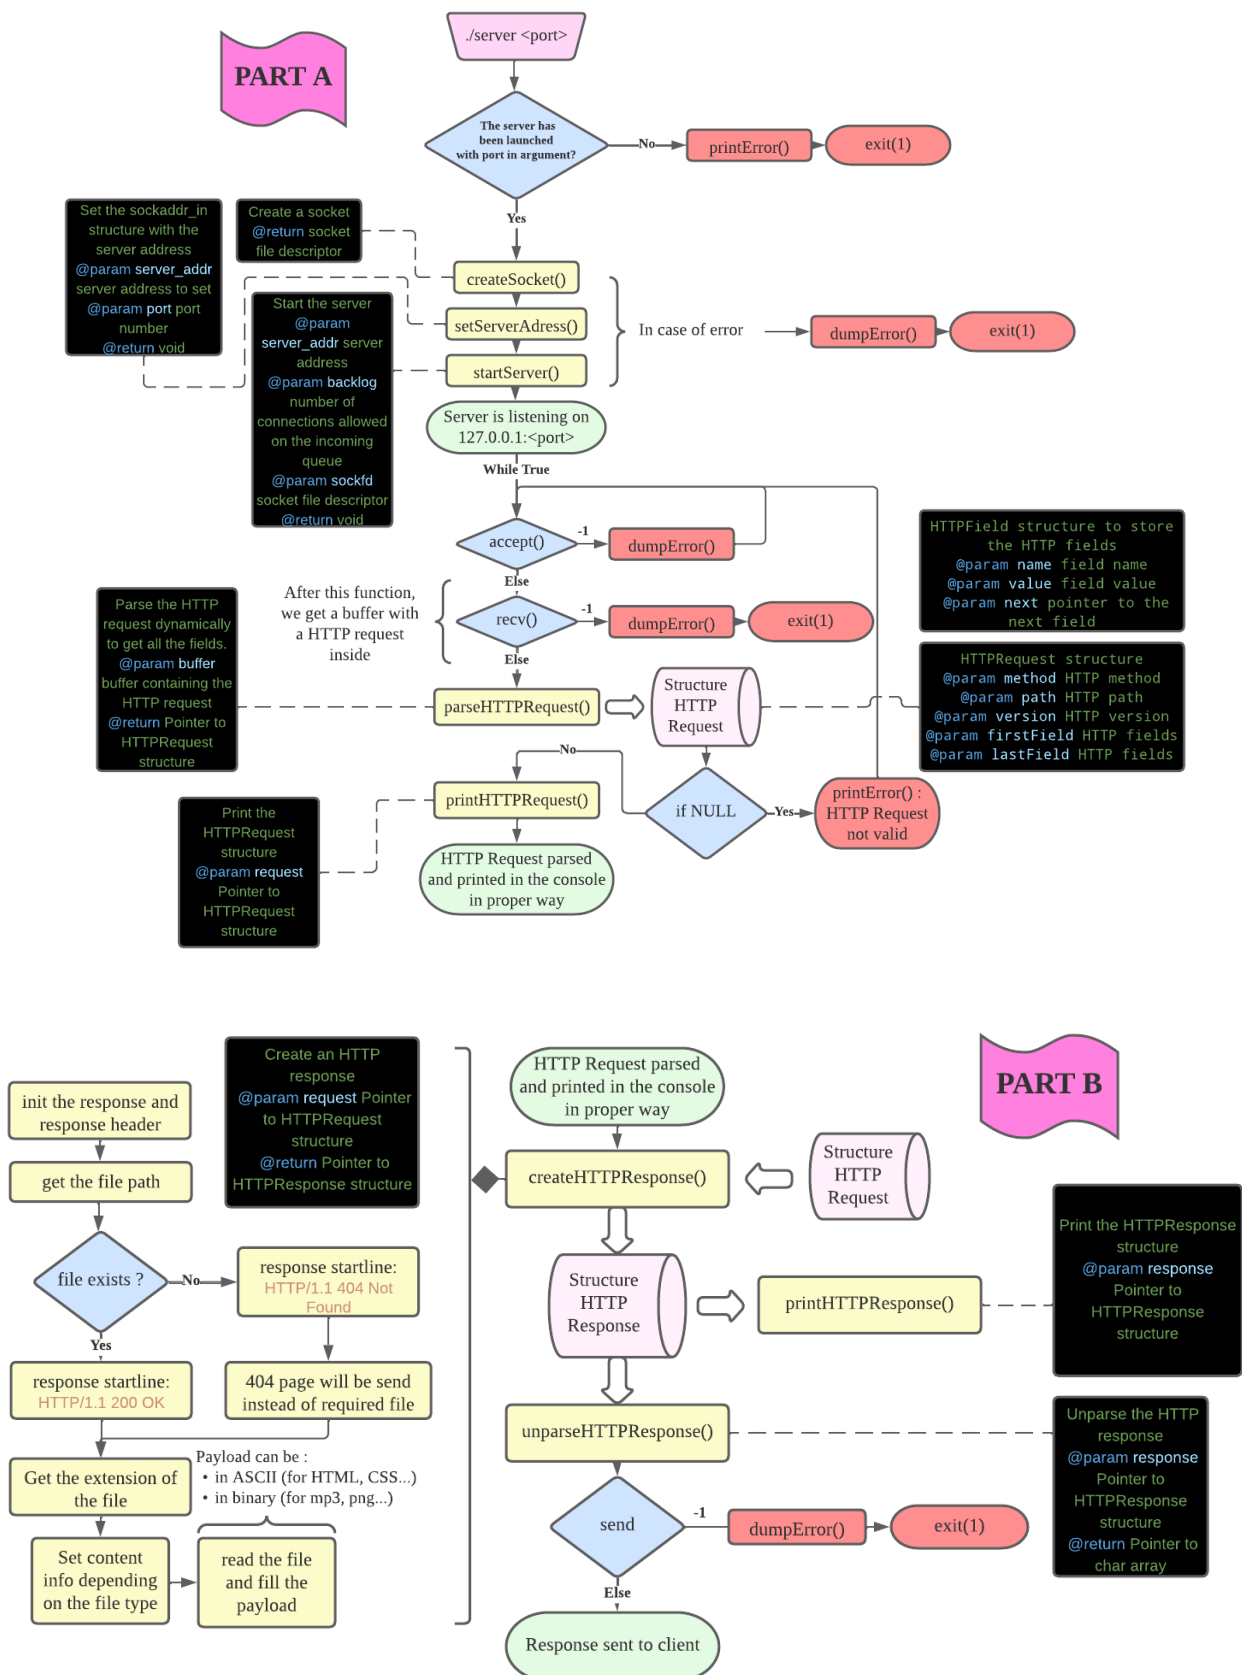 ./server <port>
PART A
The server has
been launched
with port in argument?
No
printError()
exit(1)
Yes
Set the sockaddr_in
structure with the
server address
@param server_addr
server address to set
@param port port
number
@return void
Create a socket
@return socket
file descriptor
createSocket()
Start the server
@param
server_addr server
address
@param backlog
number of
connections allowed
on the incoming
queue
@param sockfd
socket file descriptor
@return void
setServerAdress()
In case of error
dumpError()
exit(1)
startServer()
Server is listening on
127.0.0.1:<port>
While True
accept()
-1
dumpError()
Else
After this function,
we get a buffer with
a HTTP request
inside
recv()
-1
dumpError()
exit(1)
Else
HTTPField structure to store
the HTTP fields
@param name field name
@param value field value
@param next pointer to the
next field
Parse the HTTP
request dynamically
to get all the fields.
@param buffer
buffer containing the
HTTP request
@return Pointer to
HTTPRequest
structure
parseHTTPRequest()
Structure
HTTP
Request
HTTPRequest structure
@param method HTTP method
@param path HTTP path
@param version HTTP version
@param firstField HTTP fields
@param lastField HTTP fields
No
printHTTPRequest()
if NULL
Yes
printError() :
HTTP Request
not valid
Print the
HTTPRequest
structure
@param request
Pointer to
HTTPRequest
structure
HTTP Request parsed
and printed in the console
in proper way
PART B
init the response and
response header
get the file path
file exists ?
No
response startline:
HTTP/1.1 404 Not
Found
Yes
response startline:
HTTP/1.1 200 OK
404 page will be send
instead of required file
Get the extension of
the file
Payload can be :
• in ASCII (for HTML, CSS...)
• in binary (for mp3, png...)
Set content
info depending
on the file type
read the file
and fill the
payload
Create an HTTP
response
@param request Pointer
to HTTPRequest
structure
@return Pointer to
HTTPResponse structure
HTTP Request parsed
and printed in the console
in proper way
createHTTPResponse()
Structure
HTTP
Request
Structure
HTTP
Response
printHTTPResponse()
Print the HTTPResponse
structure
@param response
Pointer to
HTTPResponse
structure
unparseHTTPResponse()
Unparse the HTTP
response
@param response
Pointer to
HTTPResponse
structure
@return Pointer to
char array
send
-1
dumpError()
exit(1)
Else
Response sent to client